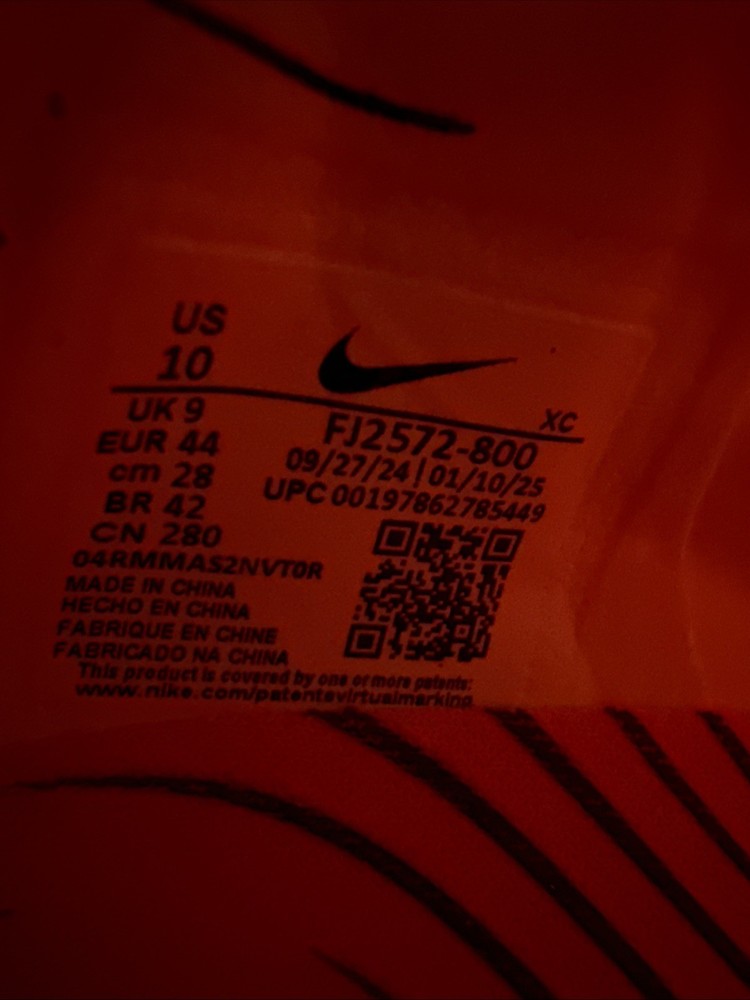 US
10
UK 9
EUR 44
cm 28
BR 42
CN 280
XC
FJ2572-800
09/27/24 | 01/10/25
UPC 00197862785449
04RMMAS2NVT0R
MADE IN CHINA
HECHO EN CHINA
FABRIQUE EN CHINE
FABRICADO NA CHINA
This product is covered by one or more patents:
www.nike.com/patentsvirtualmarking